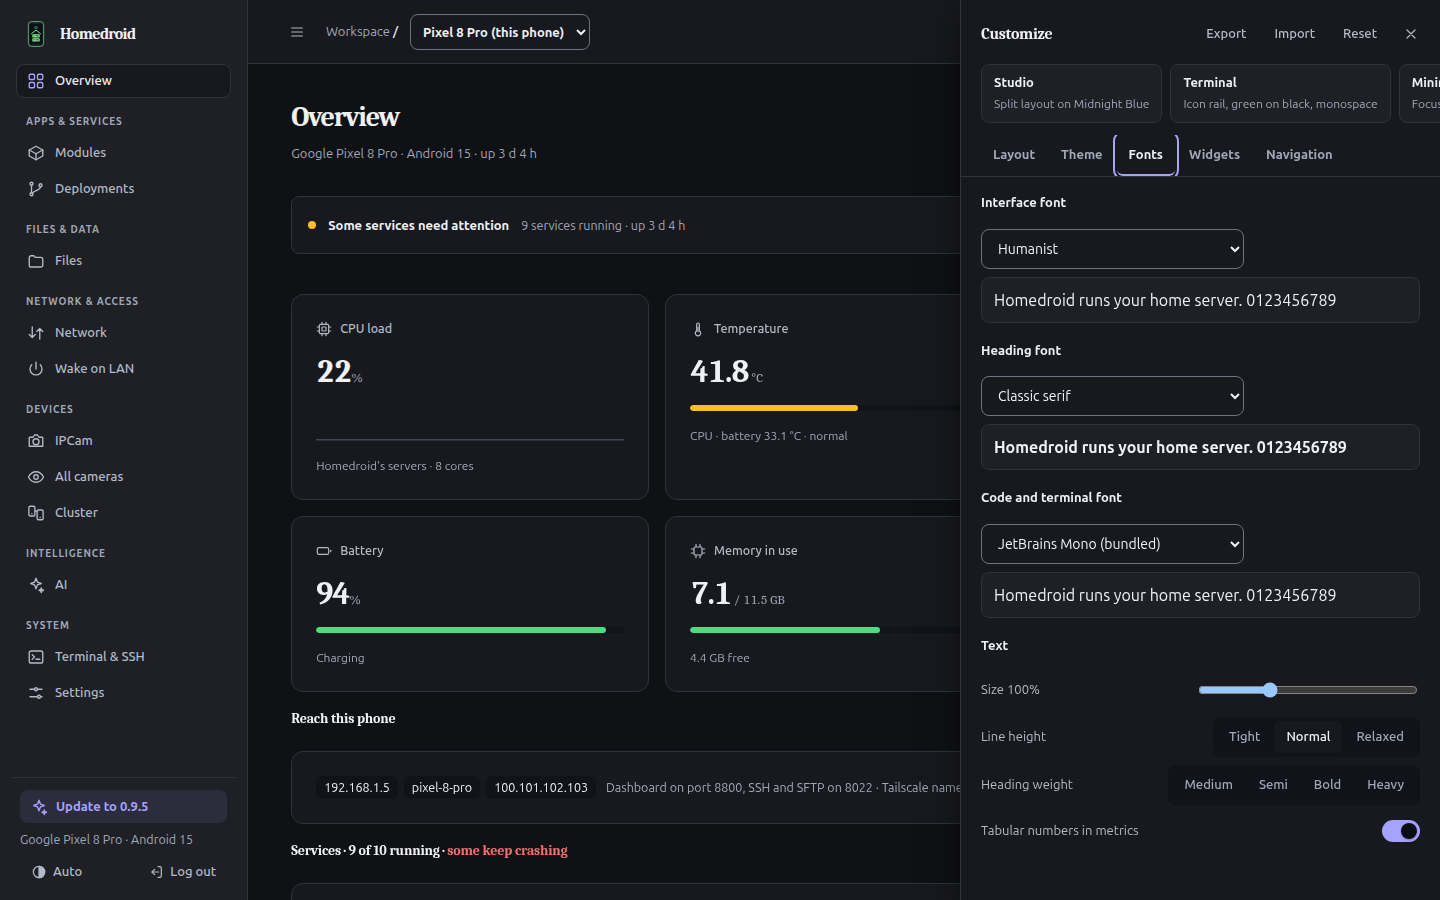 Homedroid
Overview
APPS & SERVICES
Modules
Deployments
FILES & DATA
Files
NETWORK & ACCESS
Network
Wake on LAN
DEVICES
IPCam
All cameras
Cluster
INTELLIGENCE
AI
SYSTEM
Terminal & SSH
Settings
Update to 0.9.5
Google Pixel 8 Pro · Android 15
Auto
Log out
Workspace /
Pixel 8 Pro (this phone)
Overview
Google Pixel 8 Pro · Android 15 · up 3 d 4 h
Some services need attention 9 services running · up 3 d 4 h
CPU load
22%
Homedroid's servers · 8 cores
Temperature
41.8 °C
CPU · battery 33.1 °C · normal
Battery
94%
Charging
Memory in use
7.1 / 11.5 GB
4.4 GB free
Reach this phone
192.168.1.5 pixel-8-pro 100.101.102.103 Dashboard on port 8800, SSH and SFTP on 8022 · Tailscale name
Services · 9 of 10 running · some keep crashing
Customize
Export
Import
Reset
Studio
Split layout on Midnight Blue
Terminal
Icon rail, green on black, monospace
Layout
Theme
Fonts
Widgets
Navigation
Interface font
Humanist
Homedroid runs your home server. 0123456789
Heading font
Classic serif
Homedroid runs your home server. 0123456789
Code and terminal font
JetBrains Mono (bundled)
Homedroid runs your home server. 0123456789
Text
Size 100%
Line height
Tight Normal Relaxed
Heading weight
Medium Semi Bold Heavy
Tabular numbers in metrics